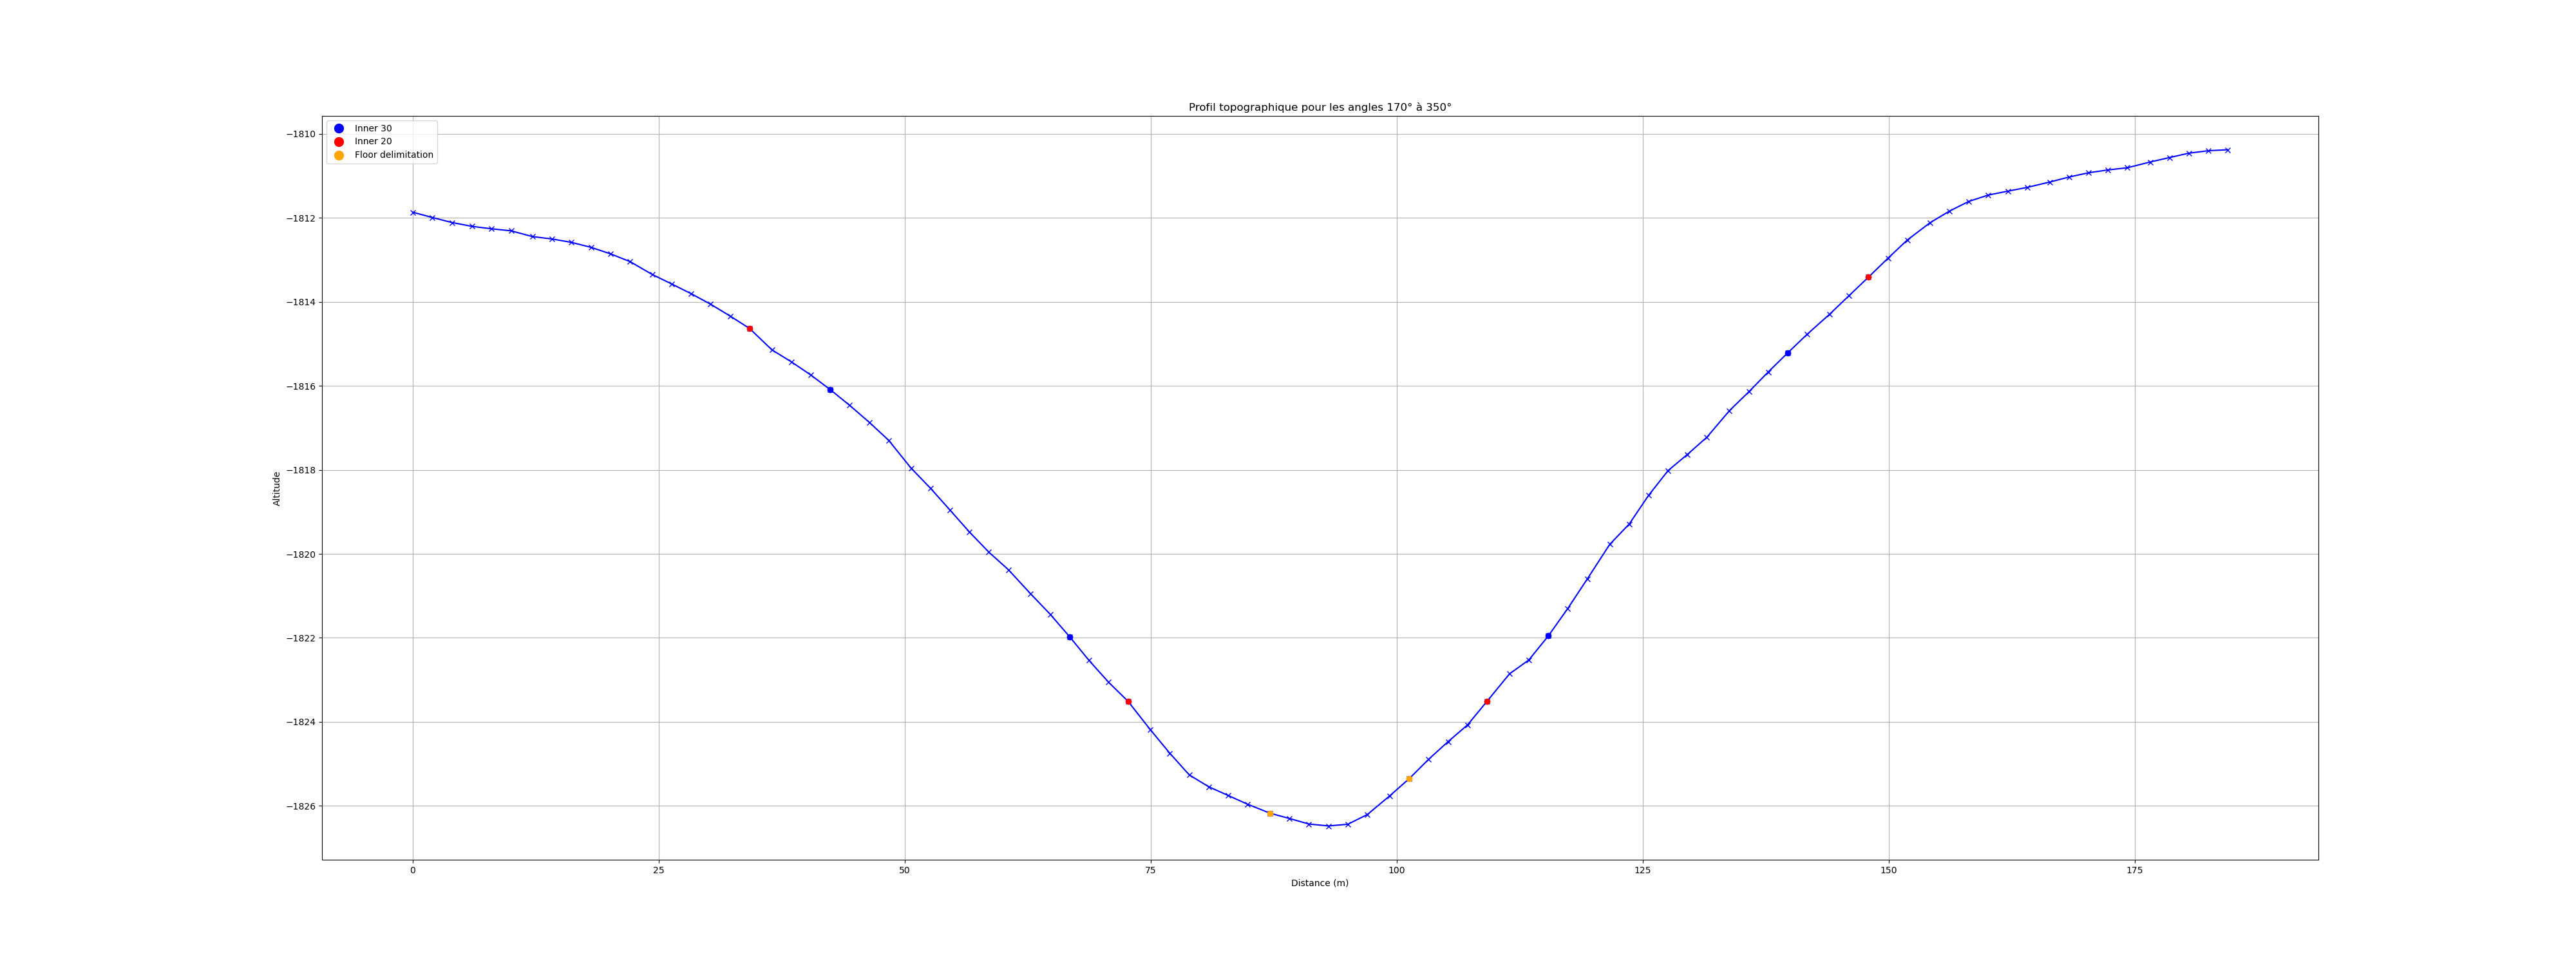 Profil topographique pour les angles 170° à 350°
Inner 30
Inner 20
Floor delimitation
−1810
−1812
−1814
−1816
−1818
−1820
−1822
−1824
−1826
Altitude
0 25 50 75 100 125 150 175
Distance (m)